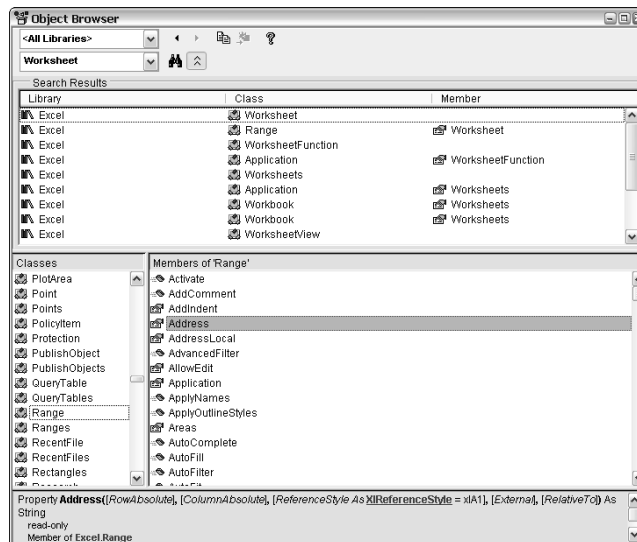 Object Browser
<All Libraries>
Worksheet
Search Results
Library Class Member
Excel Worksheet
Excel Range Worksheet
Excel WorksheetFunction
Excel Application WorksheetFunction
Excel Worksheets
Excel Application Worksheets
Excel Workbook Worksheets
Excel Workbook Worksheets
Excel WorksheetView
Classes
PlotArea
Point
Points
PolicyItem
Protection
PublishObject
PublishObjects
QueryTable
QueryTables
Range
Ranges
RecentFile
RecentFiles
Rectangles
Members of 'Range'
Activate
AddComment
AddIndent
Address
AddressLocal
AdvancedFilter
AllowEdit
Application
ApplyNames
ApplyOutlineStyles
Areas
AutoComplete
AutoFill
AutoFilter
AutoFit
Property Address([RowAbsolute], [ColumnAbsolute], [ReferenceStyle As XlReferenceStyle = xlA1], [External], [RelativeTo]) As
String
read-only
Member of Excel.Range